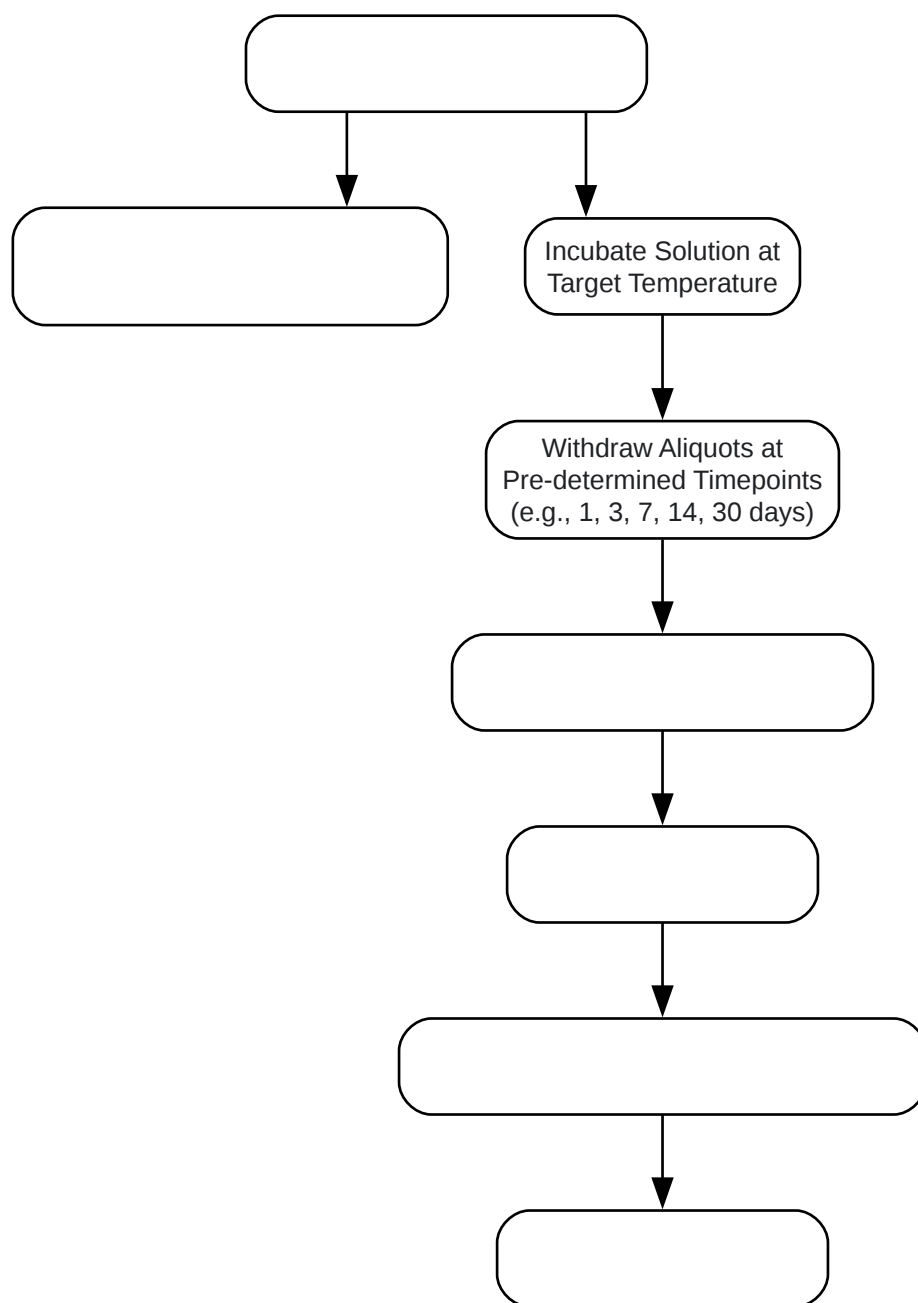 Incubate Solution at
Target Temperature
Withdraw Aliquots at
Pre-determined Timepoints
(e.g., 1, 3, 7, 14, 30 days)